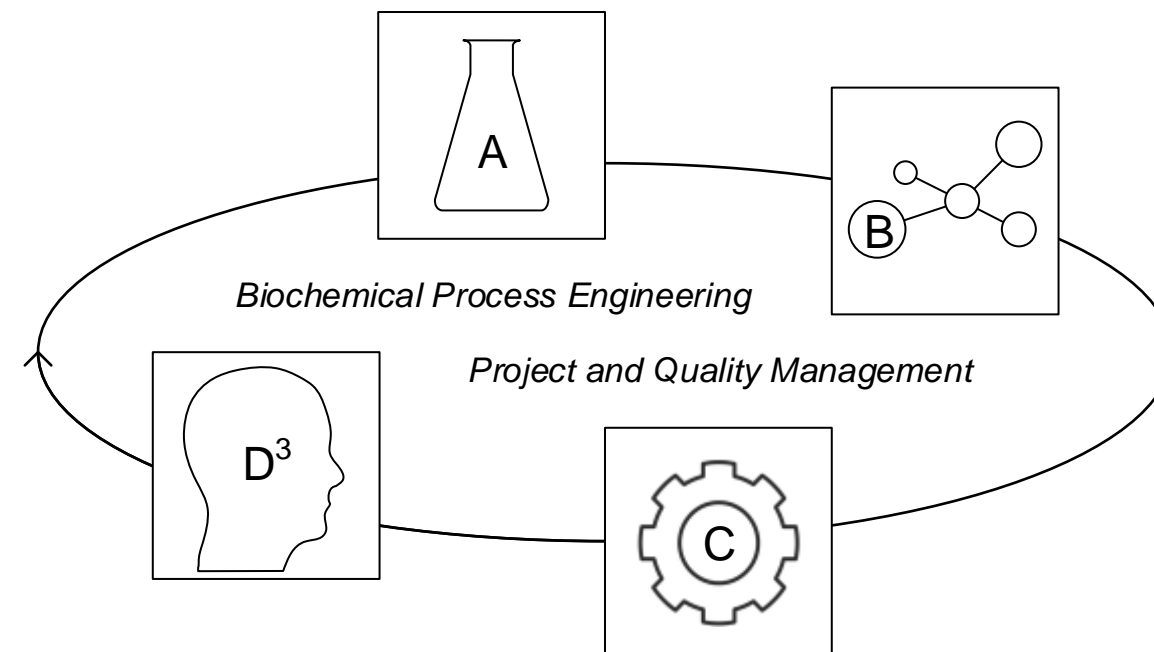 A
B
Biochemical Process Engineering
Project and Quality Management
D³
C